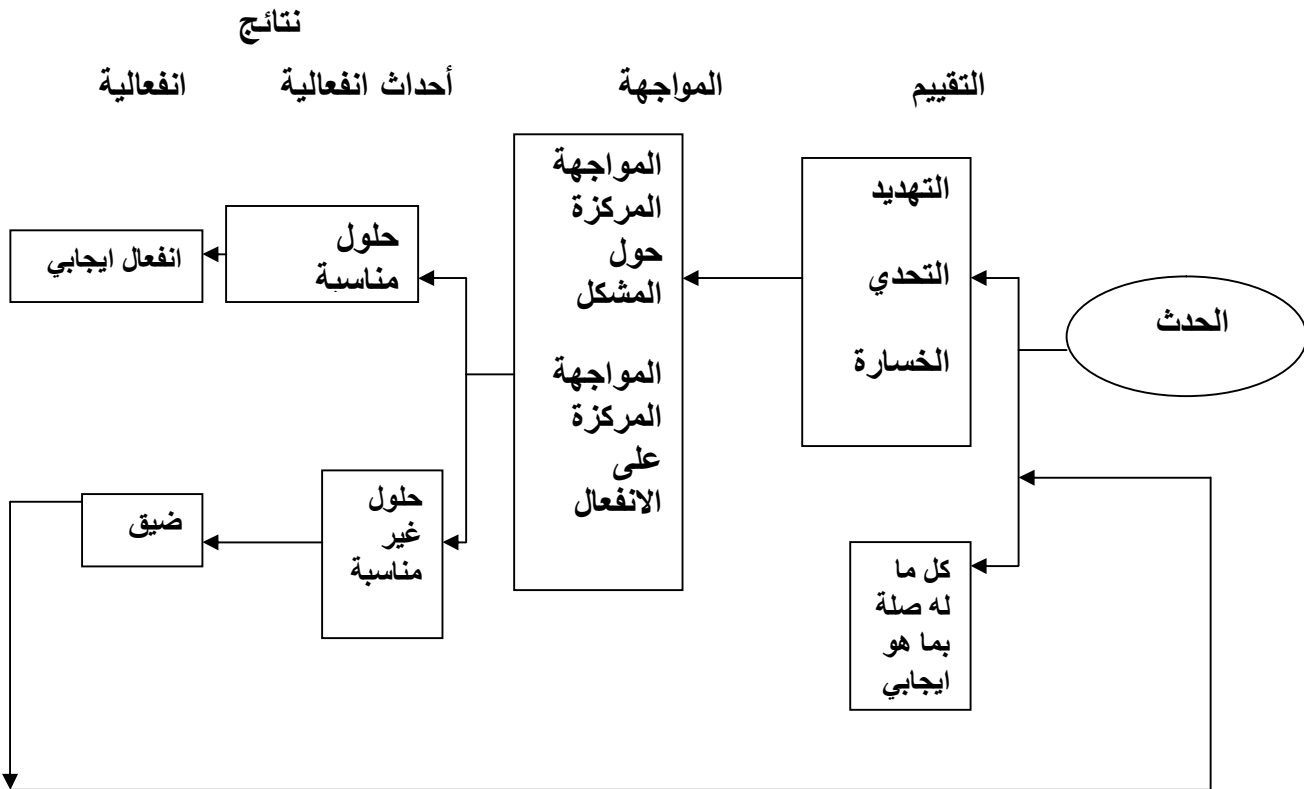 نتائج
التقييم
المواجهة
أحداث انفعالية
انفعالية
الحدث
التهديد
التحدي
الخسارة
كل ما
له صلة
بما هو
ايجابي
المواجهة
المركزة
حول
المشكل
المواجهة
المركزة
على
الانفعال
حلول
مناسبة
انفعال ايجابي
حلول
غير
مناسبة
ضيق